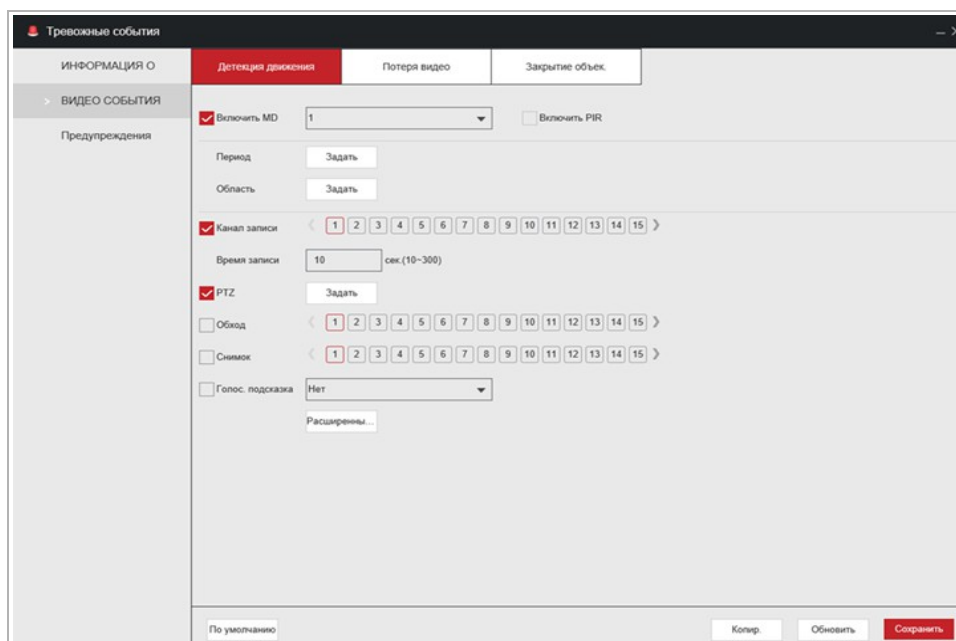 Тревожные события
ИНФОРМАЦИЯ О
ВИДЕО СОБЫТИЯ
Предупреждения
Детекция движения Потеря видео Закрытие объек.
Включить MD 1 Включить PIR
Период Задать
Область Задать
Канал записи 1 2 3 4 5 6 7 8 9 10 11 12 13 14 15
Время записи 10 сек.(10~300)
PTZ Задать
Обход 1 2 3 4 5 6 7 8 9 10 11 12 13 14 15
Снимок 1 2 3 4 5 6 7 8 9 10 11 12 13 14 15
Голос. подсказка Нет
Расширенны...
По умолчанию Копир. Обновить Сохранить